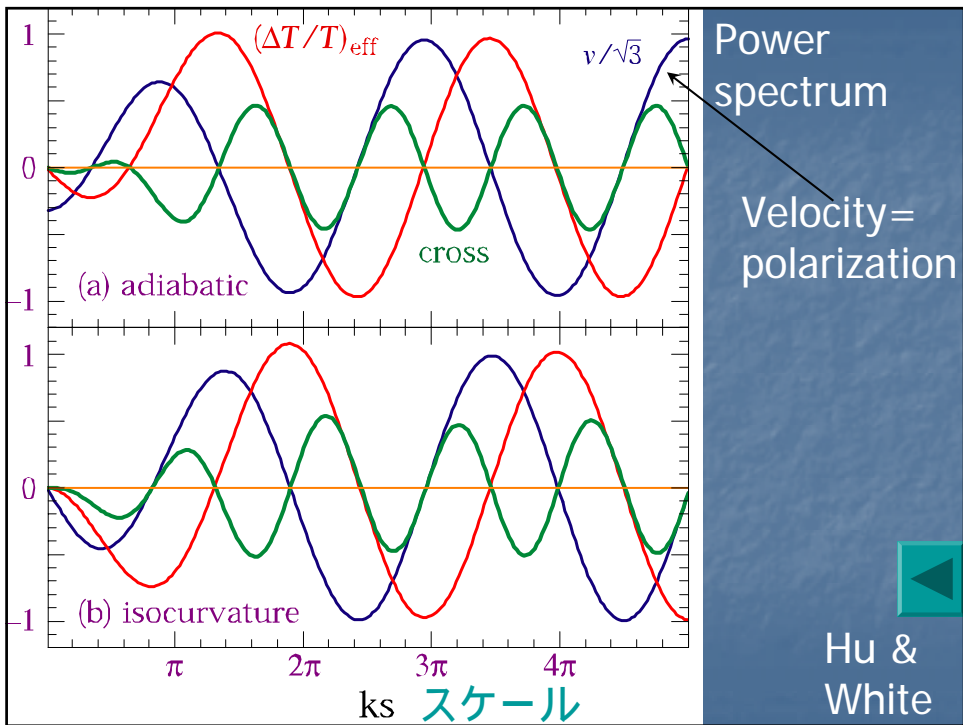 1
(ΔT/T)eff
v/√3
0
cross
–1
(a) adiabatic
1
0
–1
(b) isocurvature
π 2π 3π 4π
ks スケール
Power
spectrum
Velocity=
polarization
Hu &
White